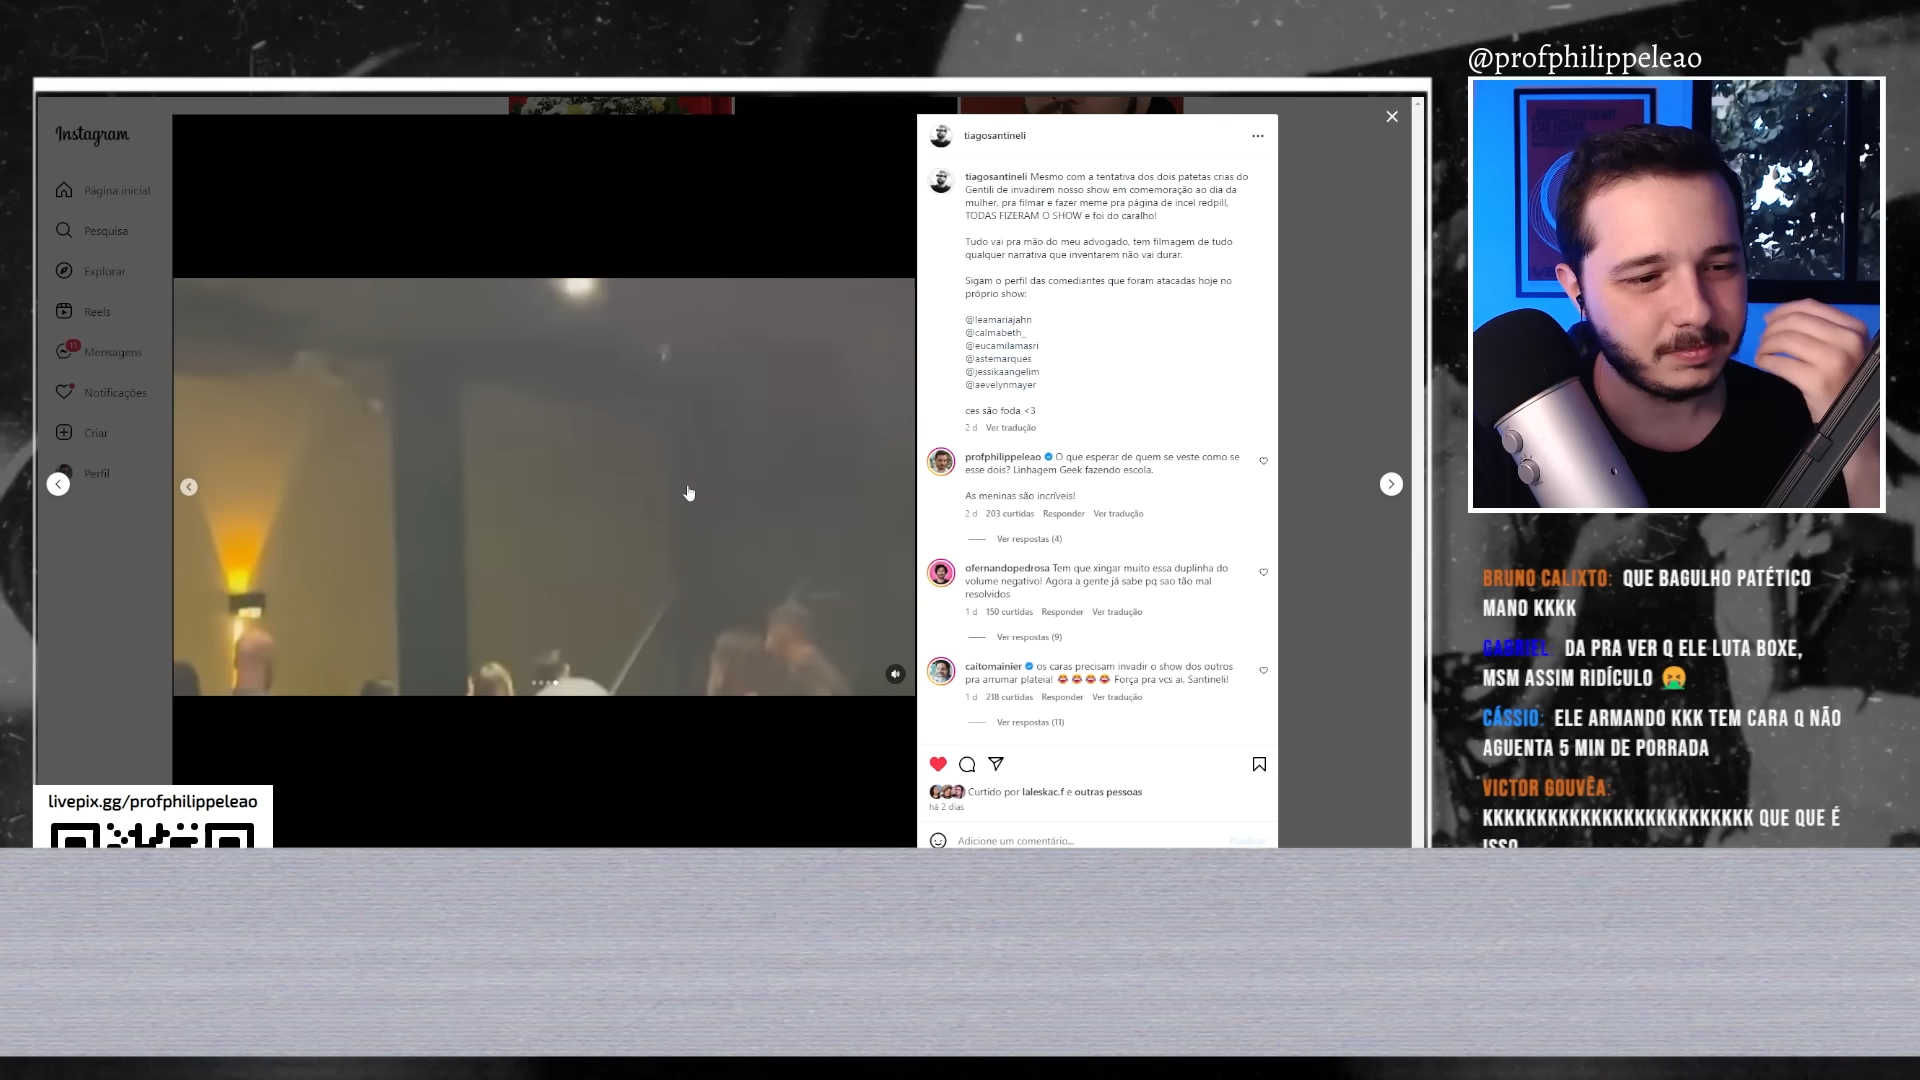 @profphilippeleao
Instagram
Página inicial
Pesquisa
Explorar
Reels
11
Mensagens
Notificações
Criar
Perfil
livepix.gg/profphilippeleao
tiagosantineli
tiagosantineli Mesmo com a tentativa dos dois patetas crias do
Gentili de invadirem nosso show em comemoração ao dia da
mulher, pra filmar e fazer meme pra página de incel redpill,
TODAS FIZERAM O SHOW e foi do caralho!
Tudo vai pra mão do meu advogado, tem filmagem de tudo
qualquer narrativa que inventarem não vai durar.
Sigam o perfil das comediantes que foram atacadas hoje no
próprio show:
@leamariajahn
@calmabeth_
@eucamilamasri
@astemarques
@jessikaangelim
@aevelynmayer
ces são foda <3
2 d Ver tradução
profphilippeleao O que esperar de quem se veste como se
esse dois? Linhagem Geek fazendo escola.
As meninas são incríveis!
2 d 203 curtidas Responder Ver tradução
Ver respostas (4)
ofernandopedrosa Tem que xingar muito essa duplinha do
volume negativo! Agora a gente já sabe pq sao tão mal
resolvidos
1 d 150 curtidas Responder Ver tradução
Ver respostas (9)
caitomainier os caras precisam invadir o show dos outros
pra arrumar plateia! 😂 😂 😂 😂 Força pra vcs ai, Santineli!
1 d 218 curtidas Responder Ver tradução
Ver respostas (11)
Curtido por laleskac.f e outras pessoas
há 2 dias
Adicione um comentário...
Publicar
BRUNO CALIXTO: QUE BAGULHO PATÉTICO
MANO KKKK
GABRIEL: DA PRA VER Q ELE LUTA BOXE,
MSM ASSIM RIDÍCULO 🤮
CÁSSIO: ELE ARMANDO KKK TEM CARA Q NÃO
AGUENTA 5 MIN DE PORRADA
VICTOR GOUVÊA:
KKKKKKKKKKKKKKKKKKKKKKKKK QUE QUE É
ISSO